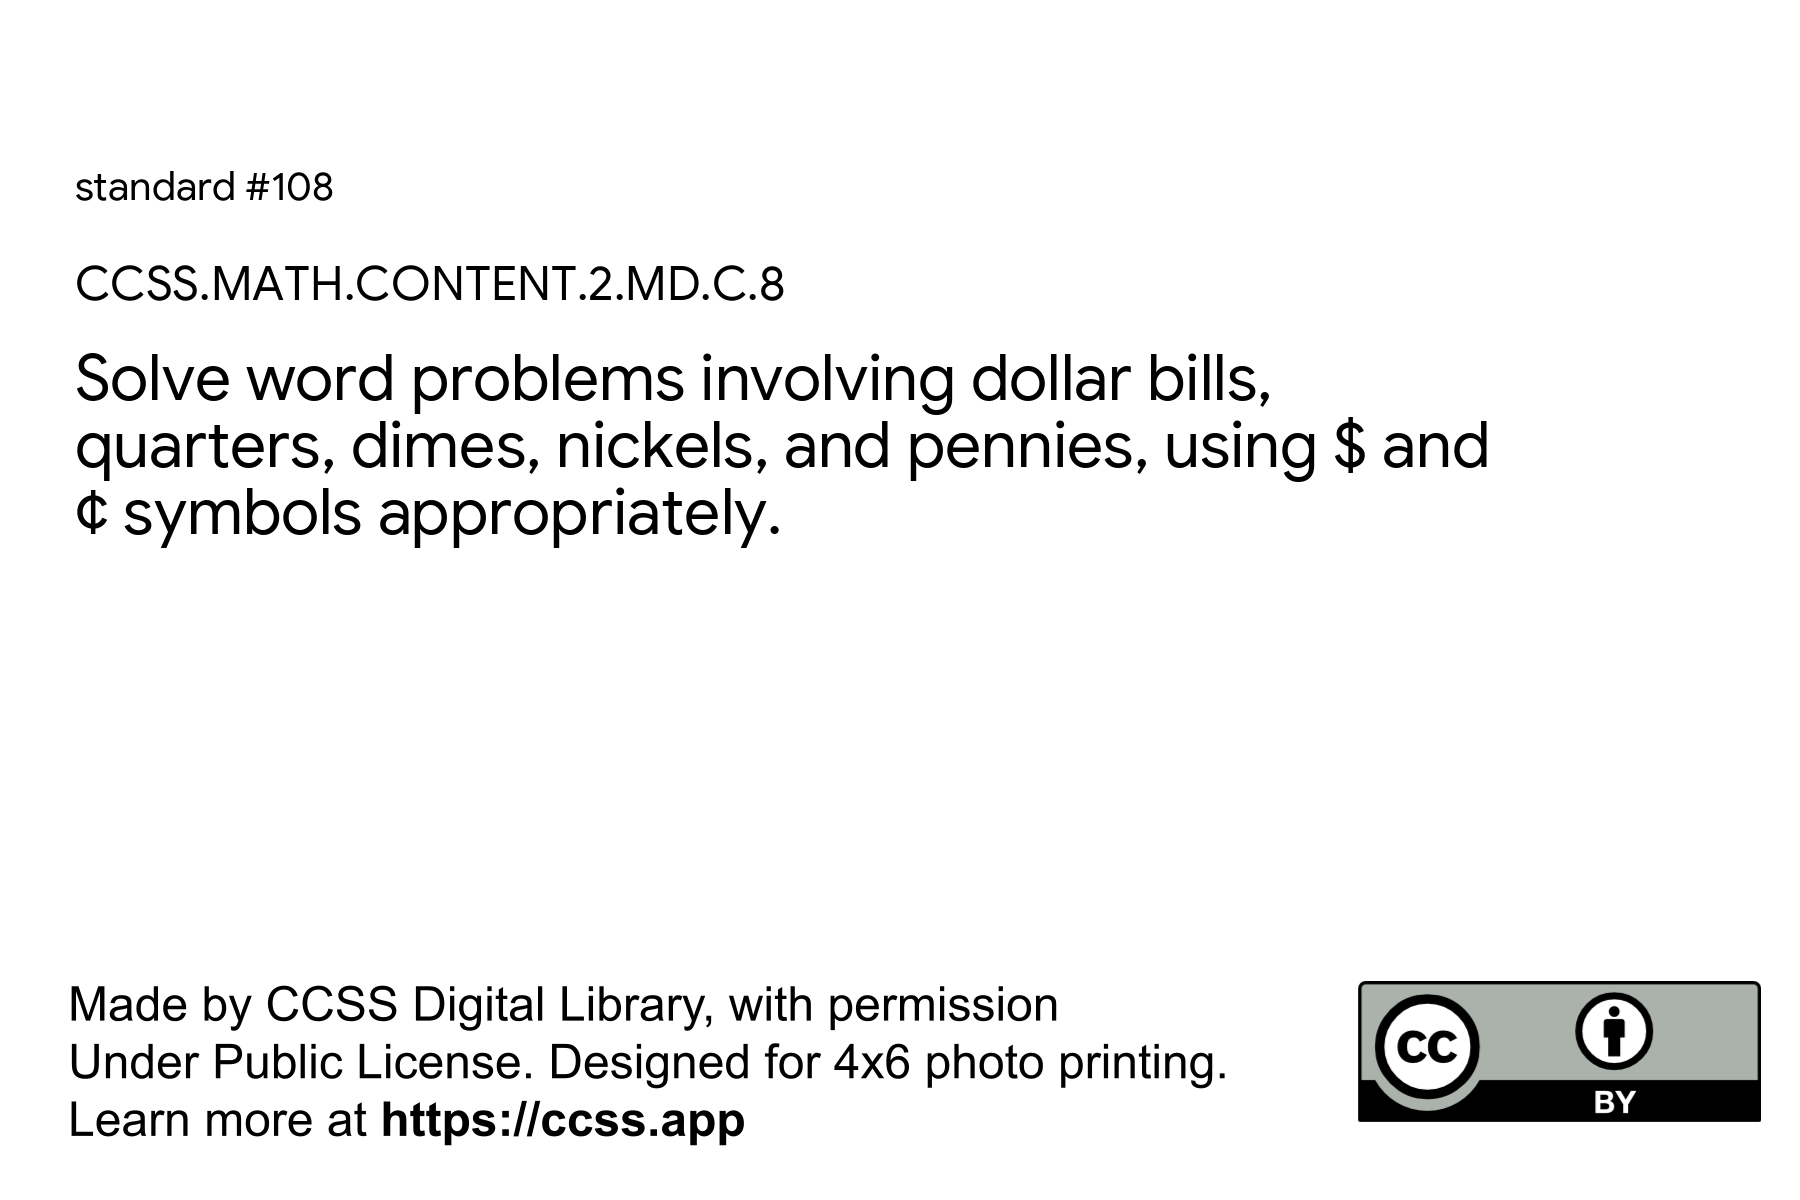 standard #108
CCSS.MATH.CONTENT.2.MD.C.8
Solve word problems involving dollar bills,
quarters, dimes, nickels, and pennies, using $ and
¢ symbols appropriately.
Made by CCSS Digital Library, with permission
Under Public License. Designed for 4x6 photo printing.
Learn more at https://ccss.app
CC
BY